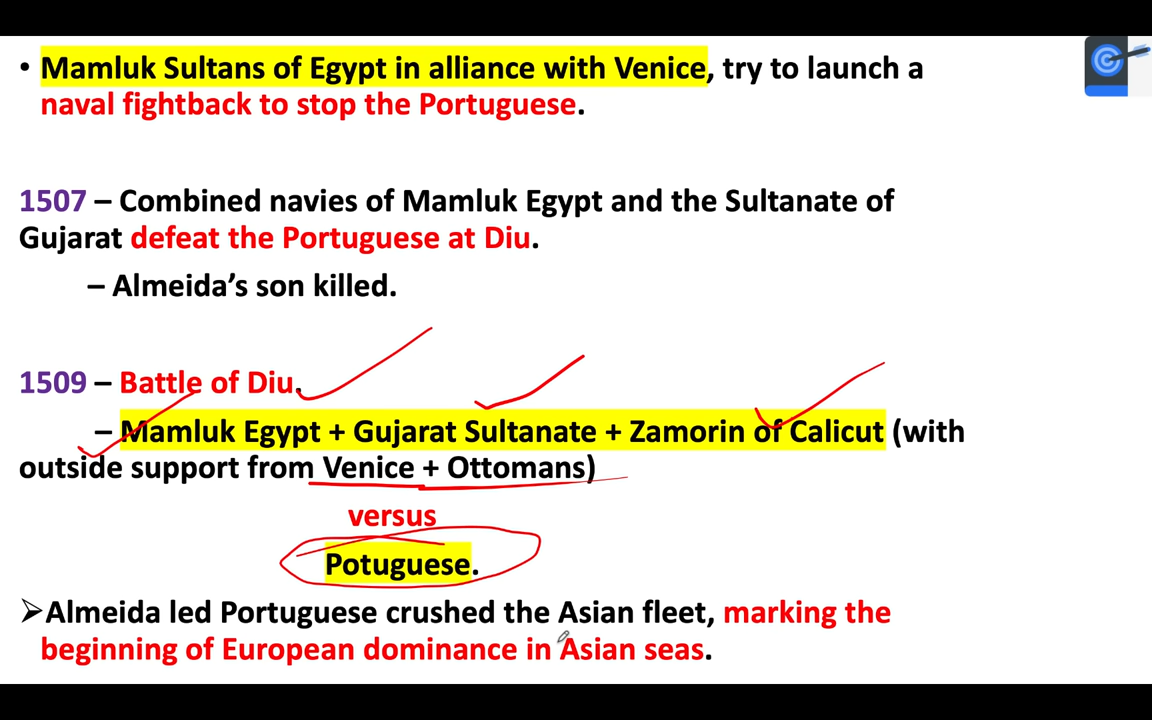 • Mamluk Sultans of Egypt in alliance with Venice, try to launch a
naval fightback to stop the Portuguese.
1507 – Combined navies of Mamluk Egypt and the Sultanate of
Gujarat defeat the Portuguese at Diu.
– Almeida’s son killed.
1509 – Battle of Diu.
– Mamluk Egypt + Gujarat Sultanate + Zamorin of Calicut (with
outside support from Venice + Ottomans)
versus
Potuguese.
➢Almeida led Portuguese crushed the Asian fleet, marking the
beginning of European dominance in Asian seas.